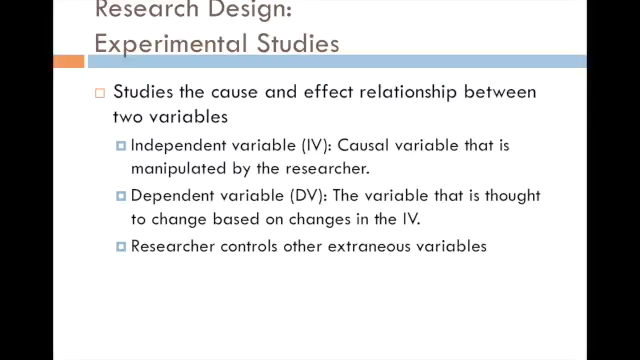 Research Design:
Experimental Studies
Studies the cause and effect relationship between
two variables
Independent variable (IV): Causal variable that is
manipulated by the researcher.
Dependent variable (DV): The variable that is thought
to change based on changes in the IV.
Researcher controls other extraneous variables